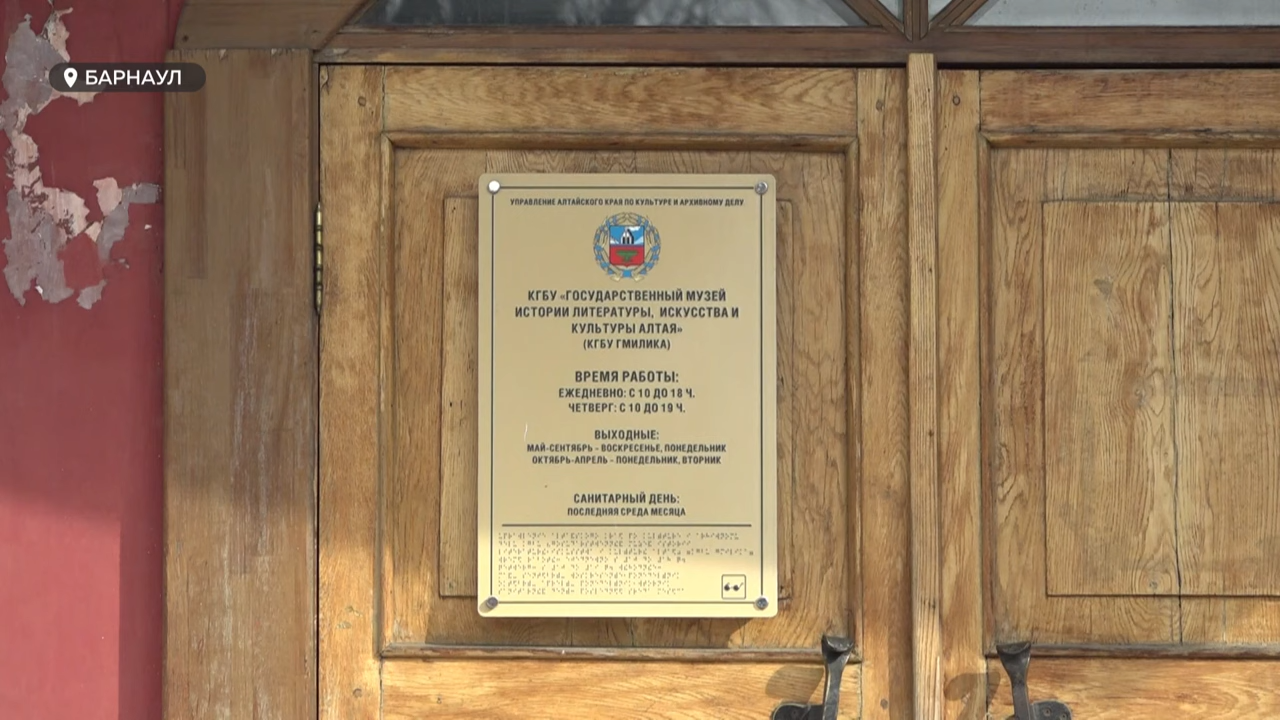 БАРНАУЛ
УПРАВЛЕНИЕ АЛТАЙСКОГО КРАЯ ПО КУЛЬТУРЕ И АРХИВНОМУ ДЕЛУ
КГБУ «ГОСУДАРСТВЕННЫЙ МУЗЕЙ
ИСТОРИИ ЛИТЕРАТУРЫ, ИСКУССТВА И
КУЛЬТУРЫ АЛТАЯ»
(КГБУ ГМИЛИКА)
ВРЕМЯ РАБОТЫ:
ЕЖЕДНЕВНО: С 10 ДО 18 Ч.
ЧЕТВЕРГ: С 10 ДО 19 Ч.
ВЫХОДНЫЕ:
МАЙ-СЕНТЯБРЬ - ВОСКРЕСЕНЬЕ, ПОНЕДЕЛЬНИК
ОКТЯБРЬ-АПРЕЛЬ - ПОНЕДЕЛЬНИК, ВТОРНИК
САНИТАРНЫЙ ДЕНЬ:
ПОСЛЕДНЯЯ СРЕДА МЕСЯЦА